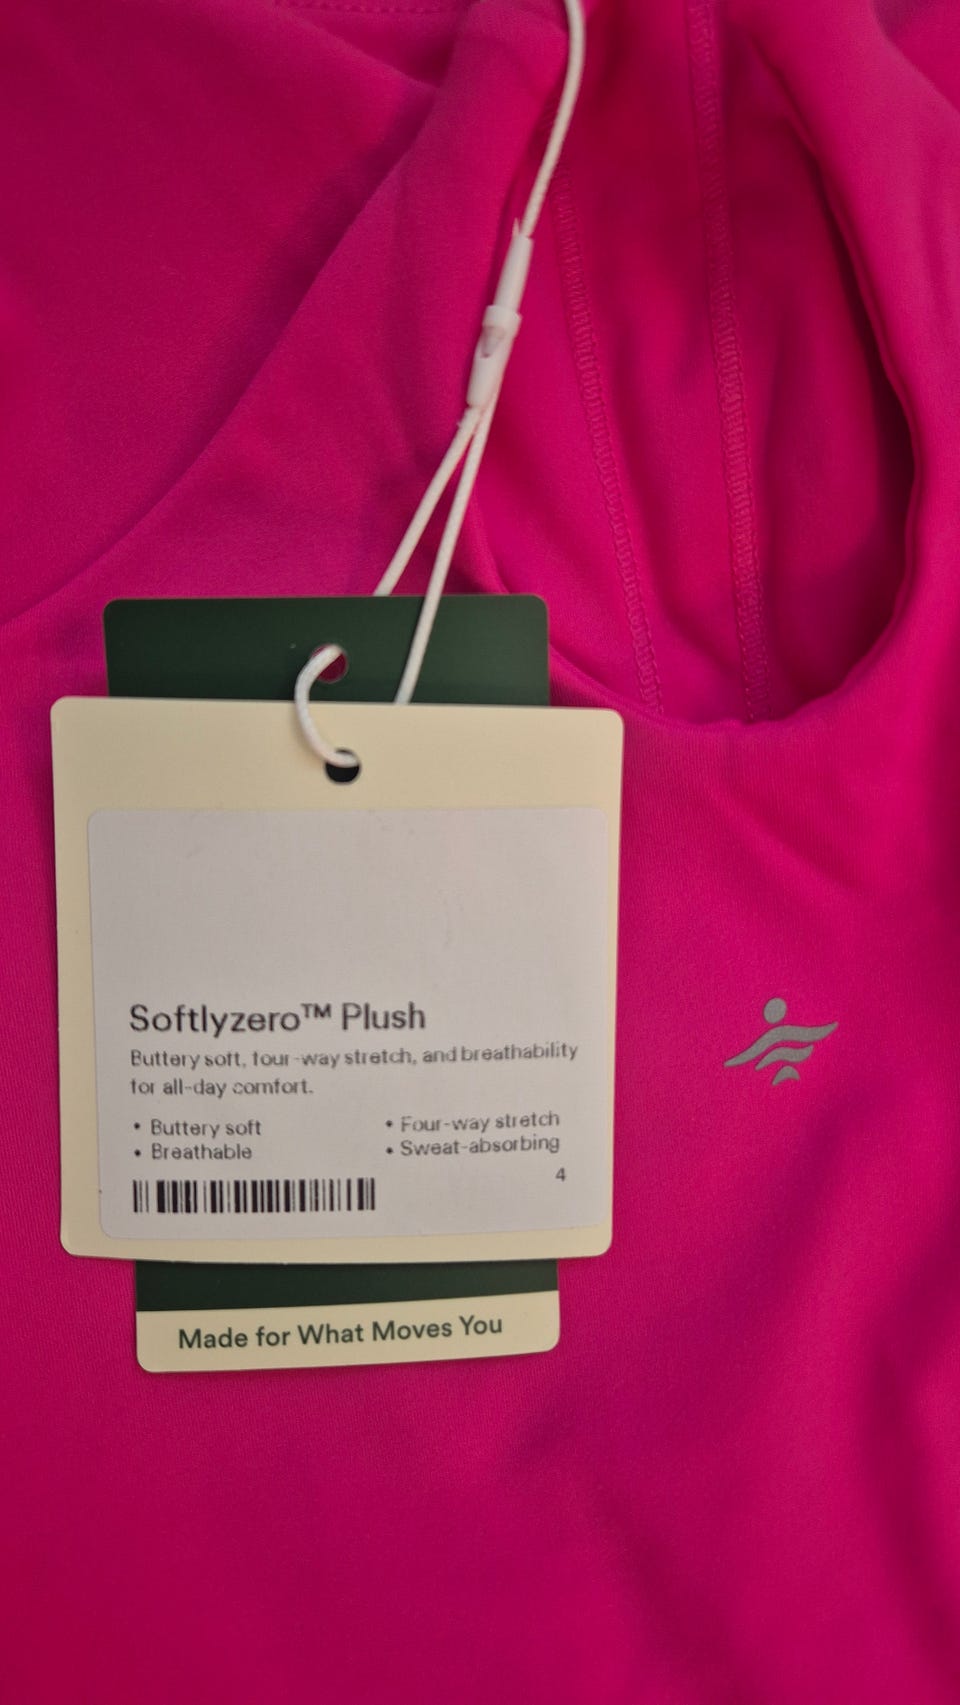 Softlyzero™ Plush
Buttery soft, four-way stretch, and breathability
for all-day comfort.
• Buttery soft
• Breathable
• Four-way stretch
• Sweat-absorbing
4
Made for What Moves You